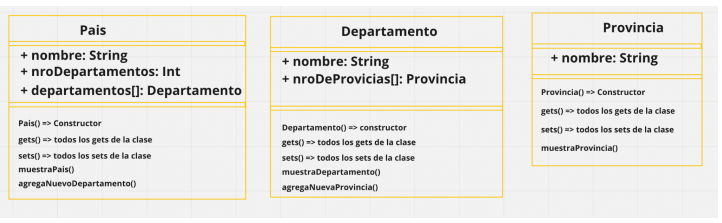 Pais
+ nombre: String
+ nroDepartamentos: Int
+ departamentos[]: Departamento
Pais() => Constructor
gets() => todos los gets de la clase
sets() => todos los sets de la clase
muestraPais()
agregaNuevoDepartamento()
Departamento
+ nombre: String
+ nroDeProvicias[]: Provincia
Departamento() => constructor
gets() => todos los gets de la clase
sets() => todos los sets de la clase
muestraDepartamento()
agregaNuevaProvincia()
Provincia
+ nombre: String
Provincia() => Constructor
gets() => todos los gets de la clase
sets() => todos los sets de la clase
muestraProvincia()